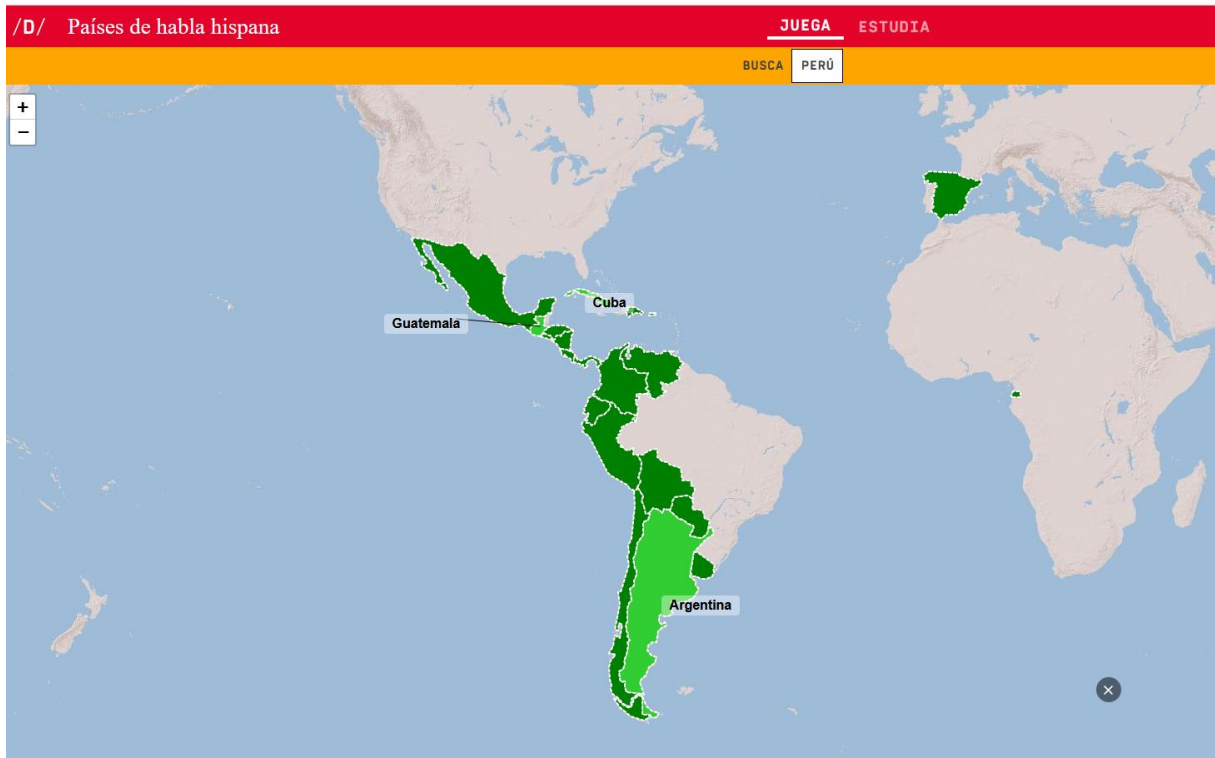 /D/ Países de habla hispana JUEGA ESTUDIA
BUSCA PERÚ
+
−
Cuba
Guatemala
Argentina